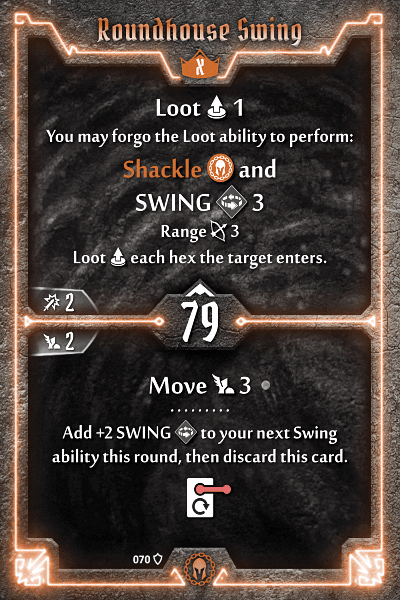 Roundhouse Swing
X
Loot 1
You may forgo the Loot ability to perform:
Shackle and
SWING 3
Range 3
Loot each hex the target enters.
2
79
2
Move 3
Add +2 SWING to your next Swing
ability this round, then discard this card.
070